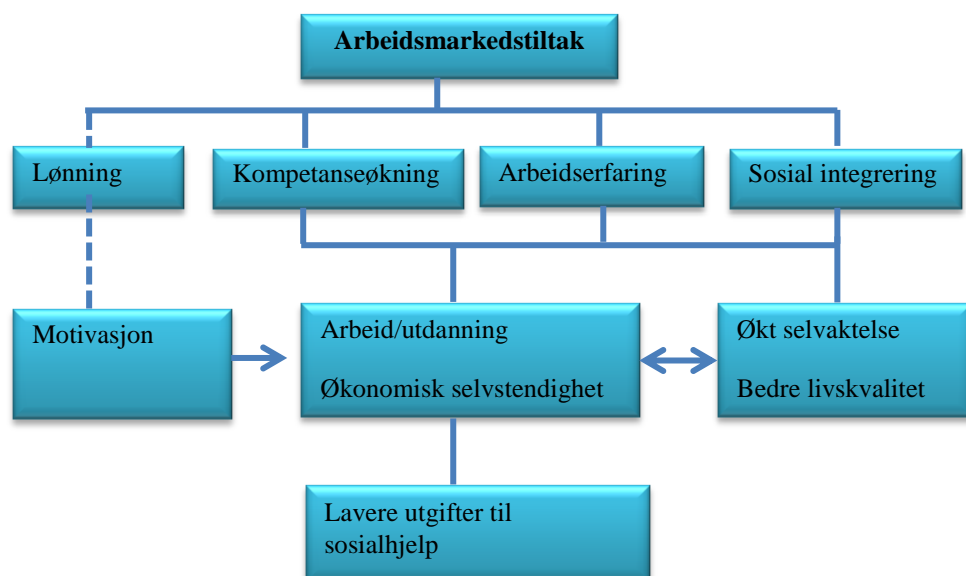 Arbeidsmarkedstiltak
Lønning
Kompetanseøkning
Arbeidserfaring
Sosial integrering
Motivasjon
Arbeid/utdanning
Økonomisk selvstendighet
Økt selvaktelse
Bedre livskvalitet
Lavere utgifter til
sosialhjelp